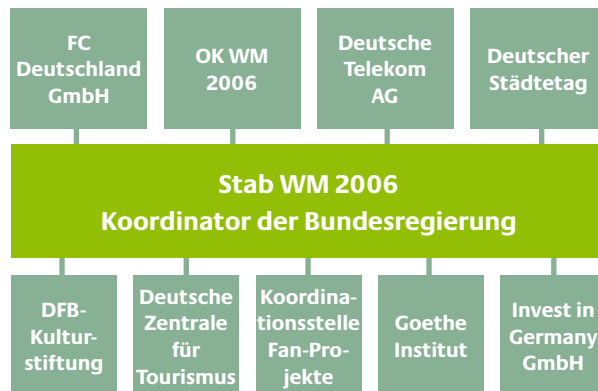 FC
Deutschland
GmbH
OK WM
2006
Deutsche
Telekom
AG
Deutscher
Städtetag
Stab WM 2006
Koordinator der Bundesregierung
DFB-
Kultur-
stiftung
Deutsche
Zentrale
für
Tourismus
Koordina-
tionsstelle
Fan-Pro-
jekte
Goethe
Institut
Invest in
Germany
GmbH